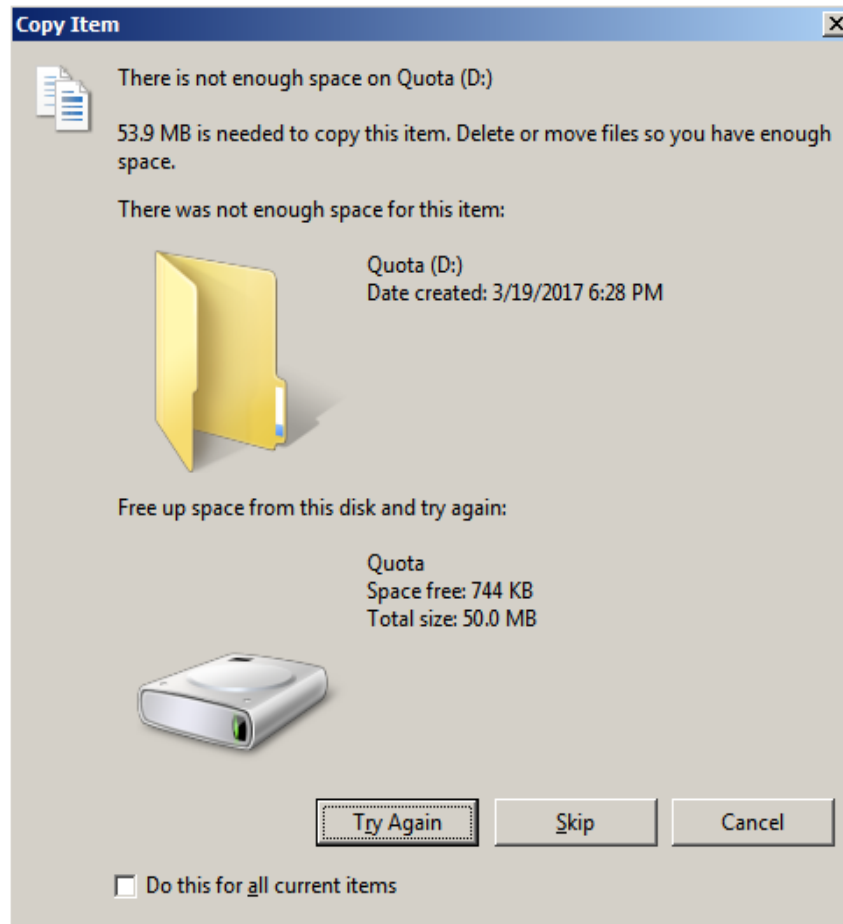 Copy Item
There is not enough space on Quota (D:)
53.9 MB is needed to copy this item. Delete or move files so you have enough
space.
There was not enough space for this item:
Quota (D:)
Date created: 3/19/2017 6:28 PM
Free up space from this disk and try again:
Quota
Space free: 744 KB
Total size: 50.0 MB
Try Again
Skip
Cancel
Do this for all current items